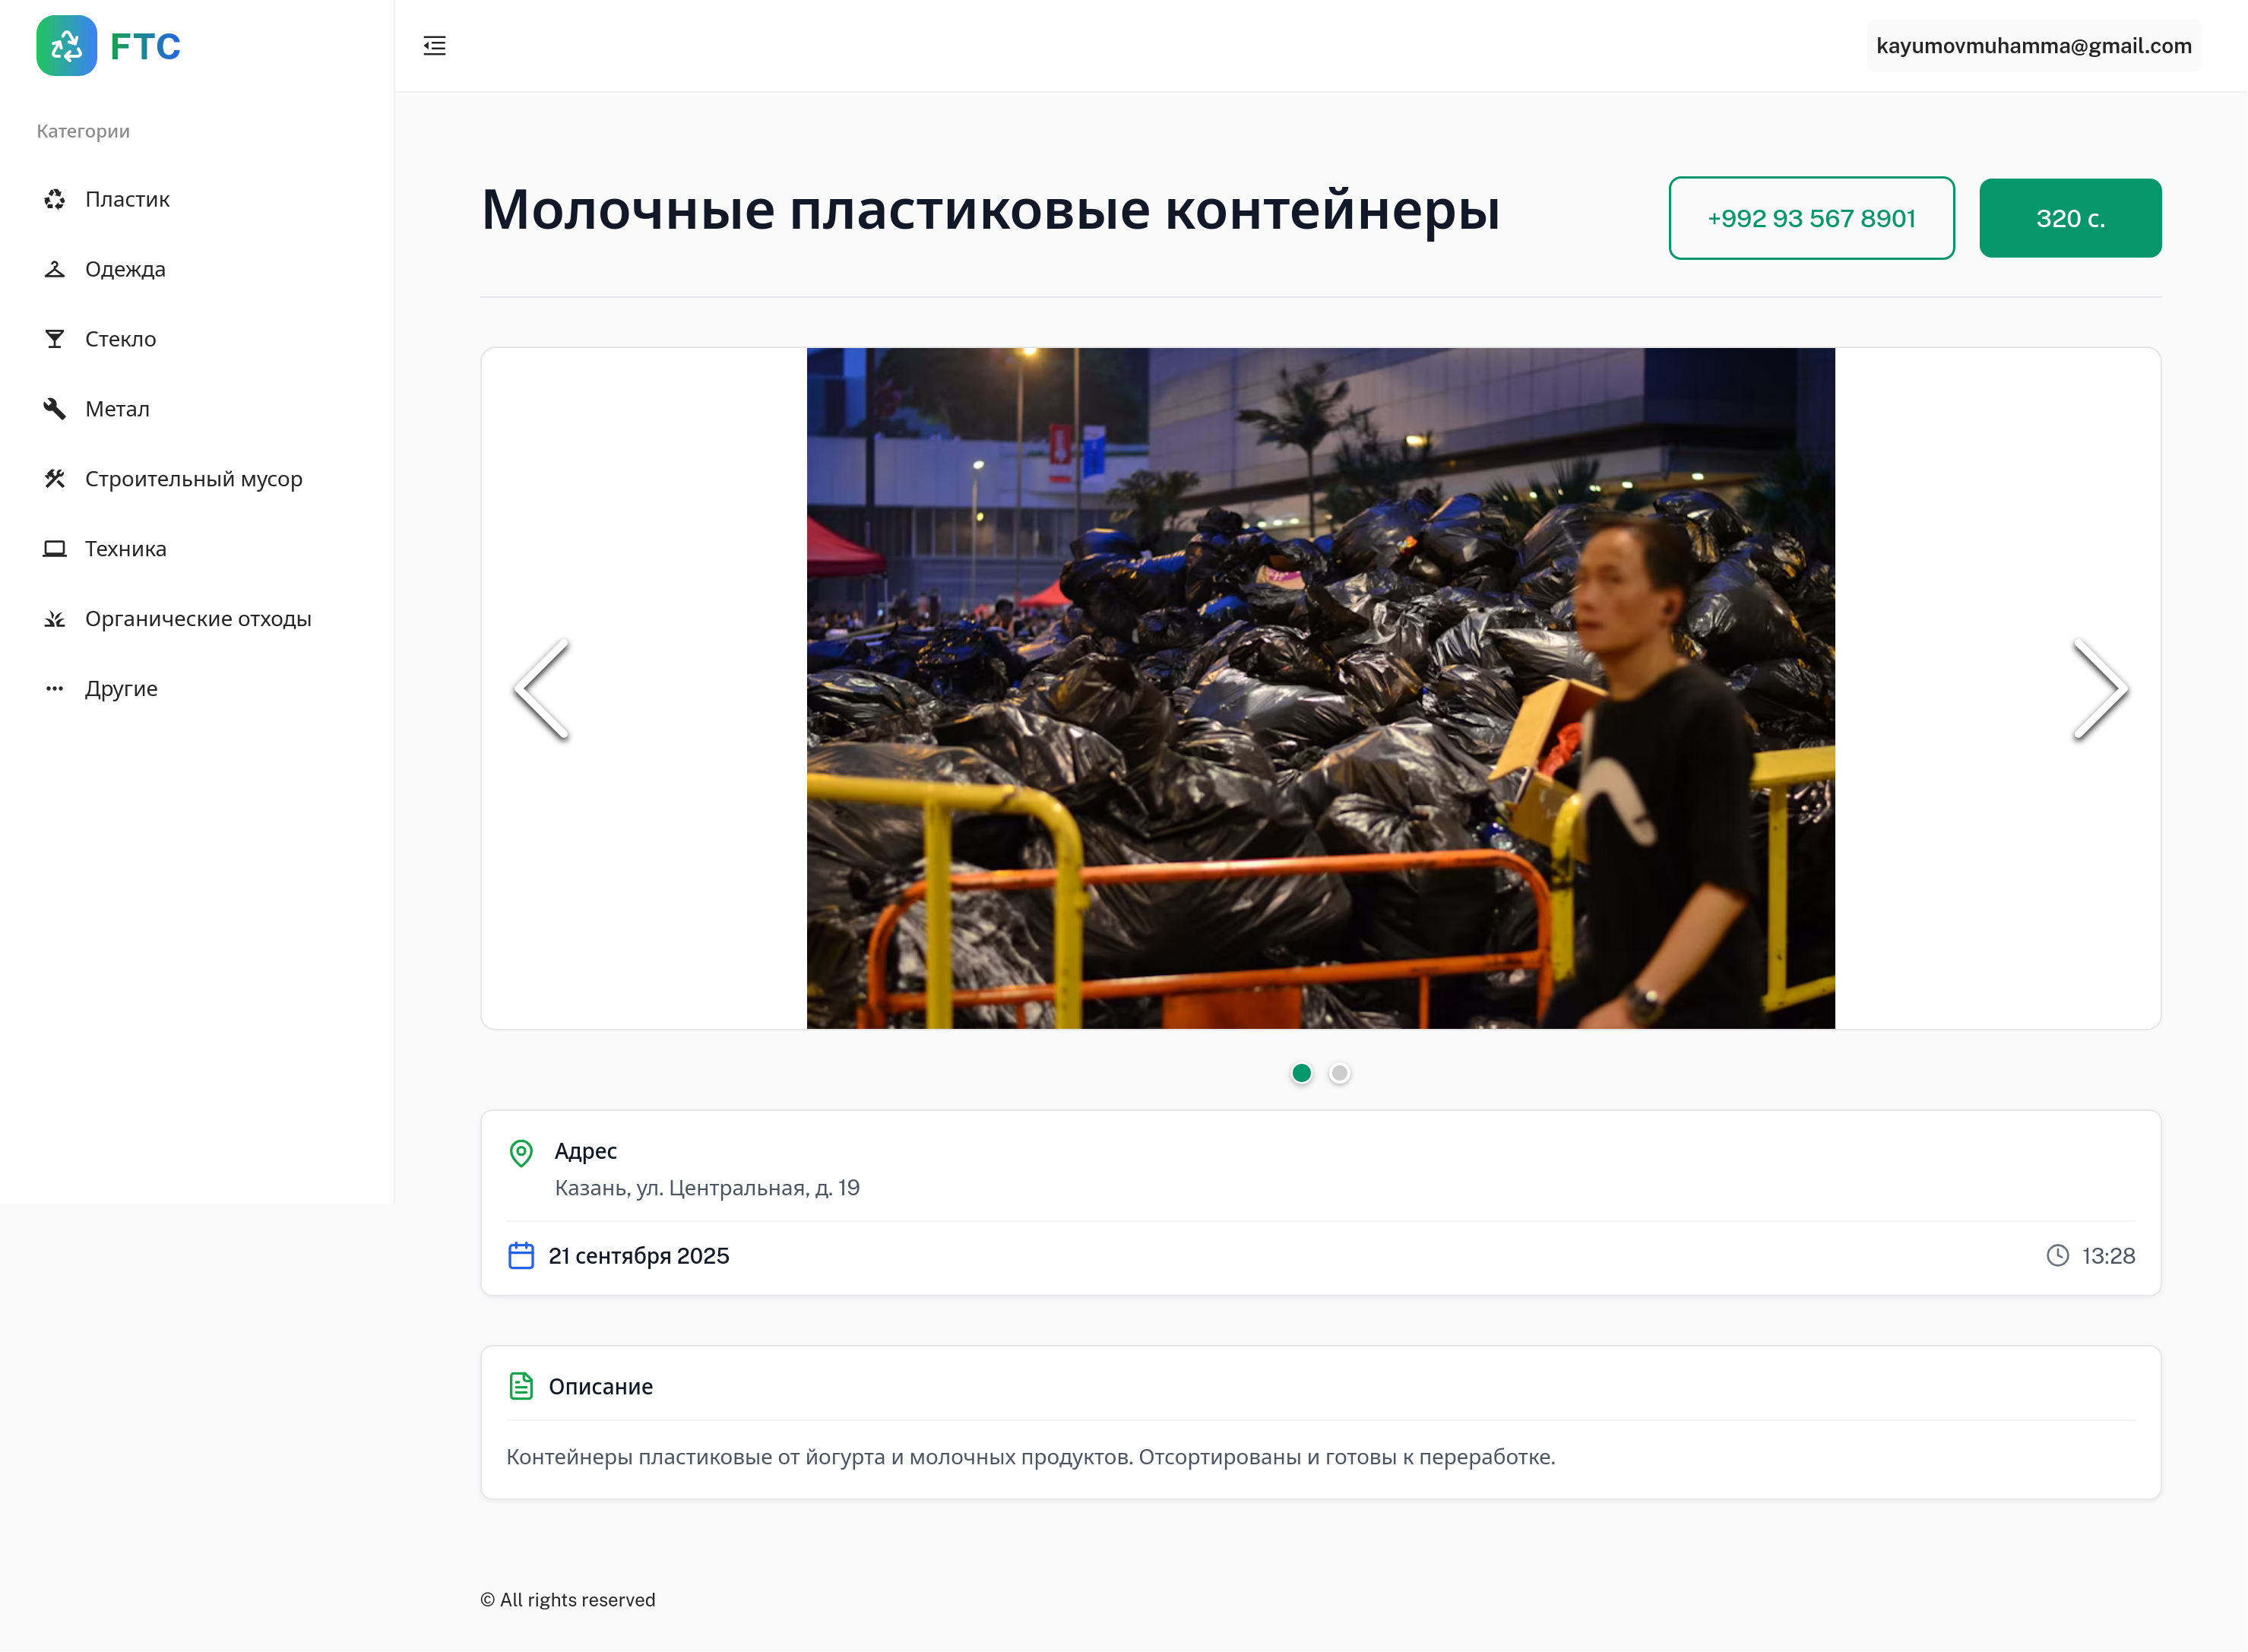 FTC
kayumovmuhamma@gmail.com
Категории
Пластик
Одежда
Стекло
Метал
Строительный мусор
Техника
Органические отходы
Другие
Молочные пластиковые контейнеры
+992 93 567 8901
320 с.
Адрес
Казань, ул. Центральная, д. 19
21 сентября 2025
13:28
Описание
Контейнеры пластиковые от йогурта и молочных продуктов. Отсортированы и готовы к переработке.
© All rights reserved